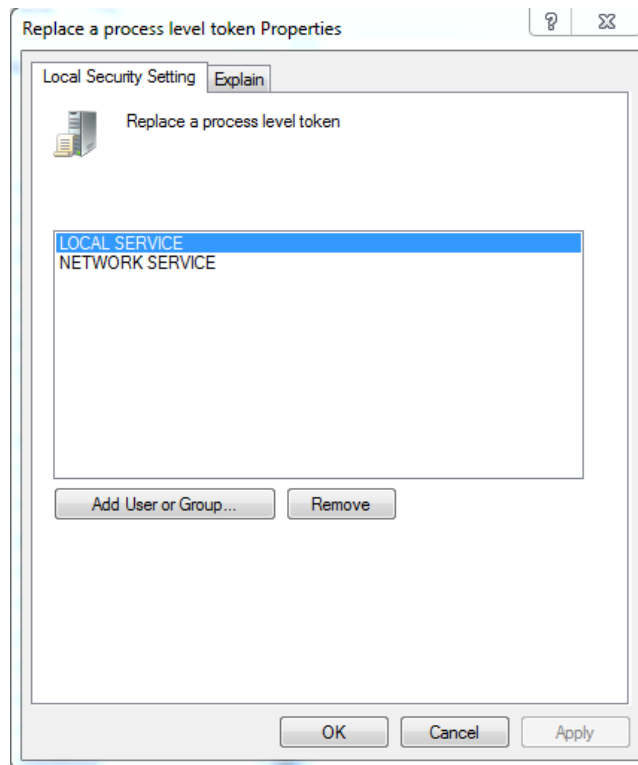 Replace a process level token Properties
?
Local Security Setting
Explain
Replace a process level token
LOCAL SERVICE
NETWORK SERVICE
Add User or Group...
Remove
OK
Cancel
Apply